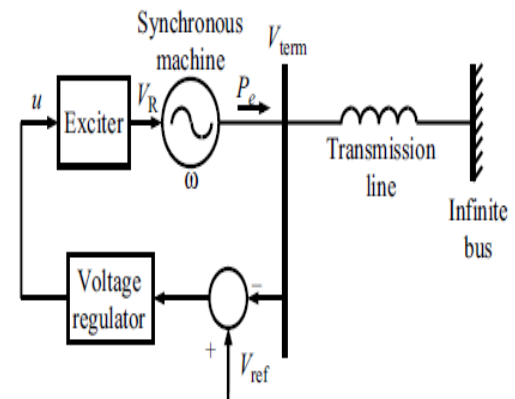 Synchronous
machine
V_term
u
Exciter
V_R
P_e
ω
Transmission
line
Infinite
bus
Voltage
regulator
−
+
V_ref